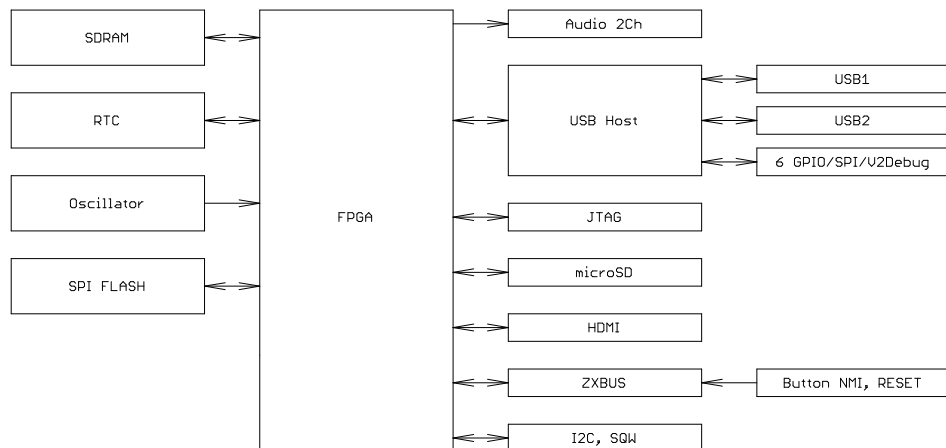 SDRAM
RTC
Oscillator
SPI FLASH
FPGA
Audio 2Ch
USB Host
USB1
USB2
6 GPIO/SPI/V2Debug
JTAG
microSD
HDMI
ZXBUS
Button NMI, RESET
I2C, SQW